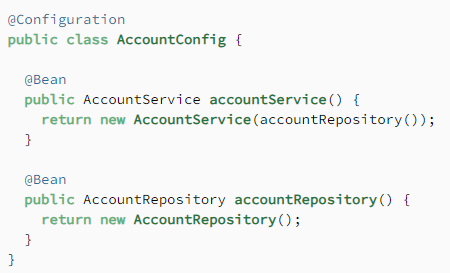 @Configuration
public class AccountConfig {
@Bean
public AccountService accountService() {
return new AccountService(accountRepository());
}
@Bean
public AccountRepository accountRepository() {
return new AccountRepository();
}
}